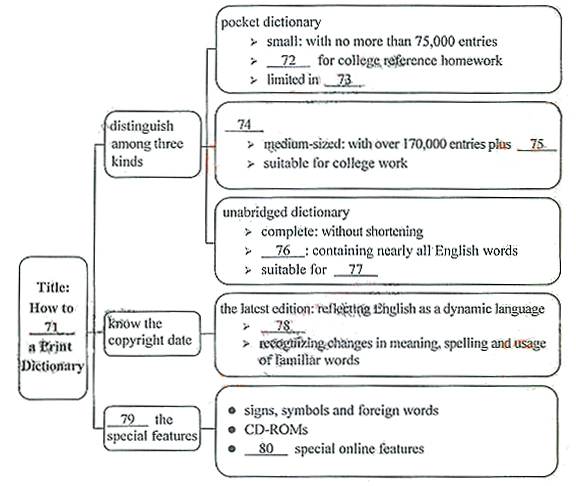 pocket dictionary
➢ small: with no more than 75,000 entries
➢ 72 for college reference homework
➢ limited in 73
distinguish
among three
kinds
74
➢ medium-sized: with over 170,000 entries plus 75
➢ suitable for college work
unabridged dictionary
➢ complete: without shortening
➢ 76 : containing nearly all English words
➢ suitable for 77
Title:
How to
71
a Print
Dictionary
know the
copyright date
the latest edition: reflecting English as a dynamic language
➢ 78
➢ recognizing changes in meaning, spelling and usage
of familiar words
79 the
special features
● signs, symbols and foreign words
● CD-ROMs
● 80 special online features